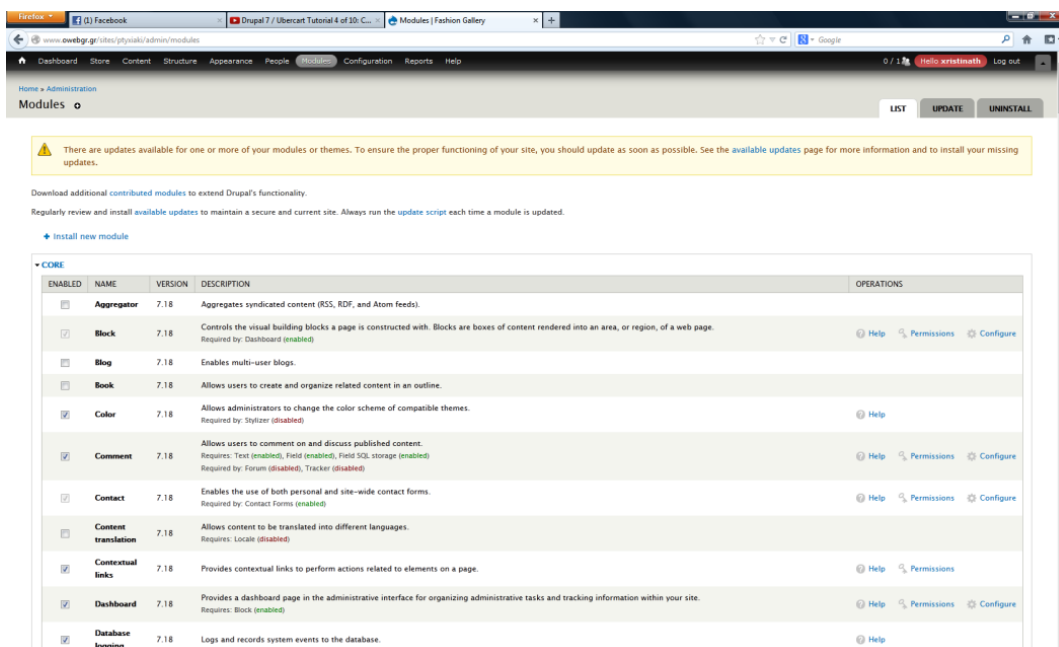 Firefox
(1) Facebook
Drupal 7 / Ubercart Tutorial 4 of 10: C...
Modules | Fashion Gallery
www.owebgr.gr/sites/ptyxiaki/admin/modules
Google
Dashboard Store Content Structure Appearance People Modules Configuration Reports Help
0 / 1 Hello xristinath Log out
Home » Administration
Modules
LIST UPDATE UNINSTALL
There are updates available for one or more of your modules or themes. To ensure the proper functioning of your site, you should update as soon as possible. See the available updates page for more information and to install your missing
updates.
Download additional contributed modules to extend Drupal's functionality.
Regularly review and install available updates to maintain a secure and current site. Always run the update script each time a module is updated.
+ Install new module
CORE
ENABLED NAME VERSION DESCRIPTION OPERATIONS
Aggregator 7.18 Aggregates syndicated content (RSS, RDF, and Atom feeds).
Block 7.18 Controls the visual building blocks a page is constructed with. Blocks are boxes of content rendered into an area, or region, of a web page.
Required by: Dashboard (enabled)
Help Permissions Configure
Blog 7.18 Enables multi-user blogs.
Book 7.18 Allows users to create and organize related content in an outline.
Color 7.18 Allows administrators to change the color scheme of compatible themes.
Required by: Stylizer (disabled)
Help
Comment 7.18 Allows users to comment on and discuss published content.
Requires: Text (enabled), Field (enabled), Field SQL storage (enabled)
Required by: Forum (disabled), Tracker (disabled)
Help Permissions Configure
Contact 7.18 Enables the use of both personal and site-wide contact forms.
Required by: Contact Forms (enabled)
Help Permissions Configure
Content
translation
7.18 Allows content to be translated into different languages.
Requires: Locale (disabled)
Contextual
links
7.18 Provides contextual links to perform actions related to elements on a page.
Help Permissions
Dashboard 7.18 Provides a dashboard page in the administrative interface for organizing administrative tasks and tracking information within your site.
Requires: Block (enabled)
Help Permissions Configure
Database
logging
7.18 Logs and records system events to the database.
Help